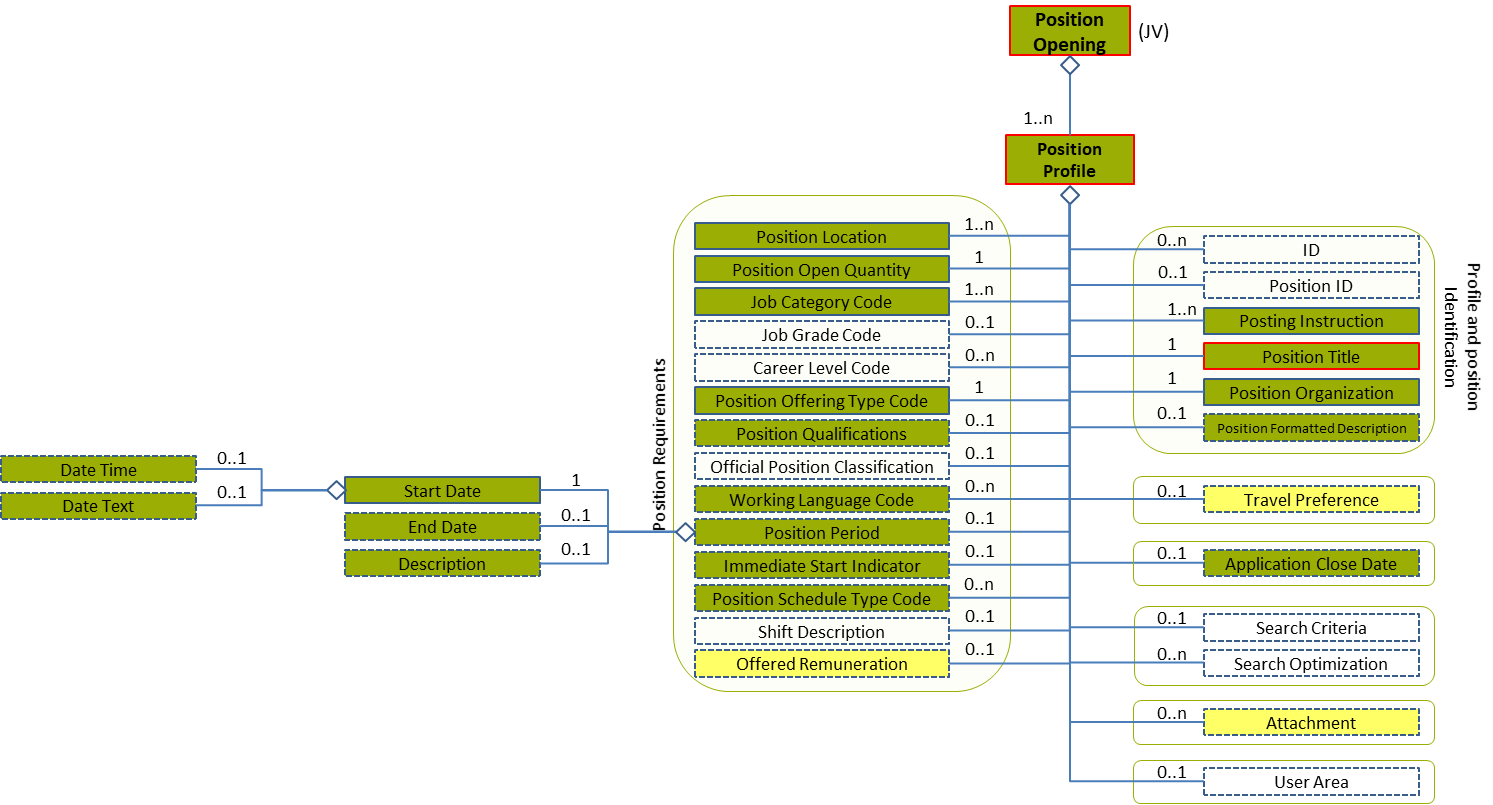 Position
Opening
(JV)
1..n
Position
Profile
Position Requirements
Position Location
1..n
Position Open Quantity
1
Job Category Code
1..n
Job Grade Code
0..1
Career Level Code
0..n
Position Offering Type Code
1
Position Qualifications
0..1
Official Position Classification
0..1
Working Language Code
0..n
Position Period
0..1
Immediate Start Indicator
0..1
Position Schedule Type Code
0..n
Shift Description
0..1
Offered Remuneration
0..1
Date Time
0..1
Date Text
0..1
Start Date
1
End Date
0..1
Description
0..1
Profile and position
Identification
0..n
ID
0..1
Position ID
1..n
Posting Instruction
1
Position Title
1
Position Organization
0..1
Position Formatted Description
0..1
Travel Preference
0..1
Application Close Date
0..1
Search Criteria
0..n
Search Optimization
0..n
Attachment
0..1
User Area